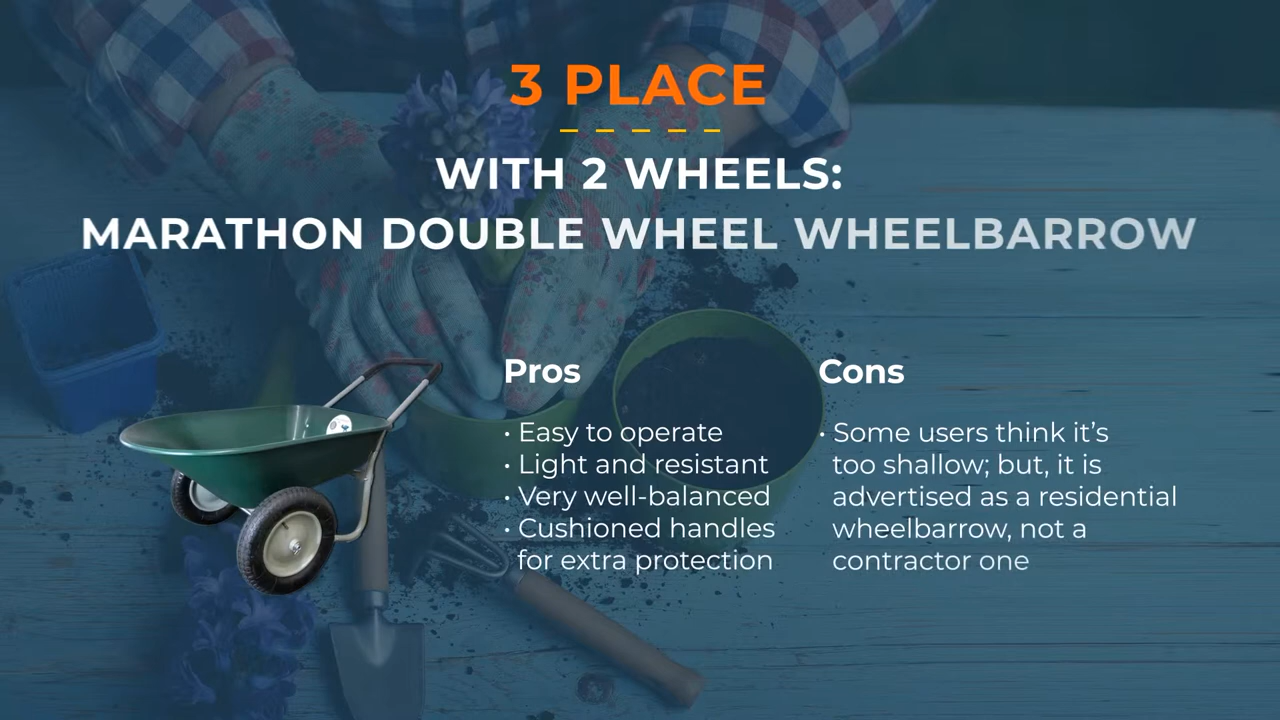 3 PLACE
WITH 2 WHEELS:
MARATHON DOUBLE WHEEL WHEELBARROW
Pros
• Easy to operate
• Light and resistant
• Very well-balanced
• Cushioned handles
for extra protection
Cons
• Some users think it’s
too shallow; but, it is
advertised as a residential
wheelbarrow, not a
contractor one